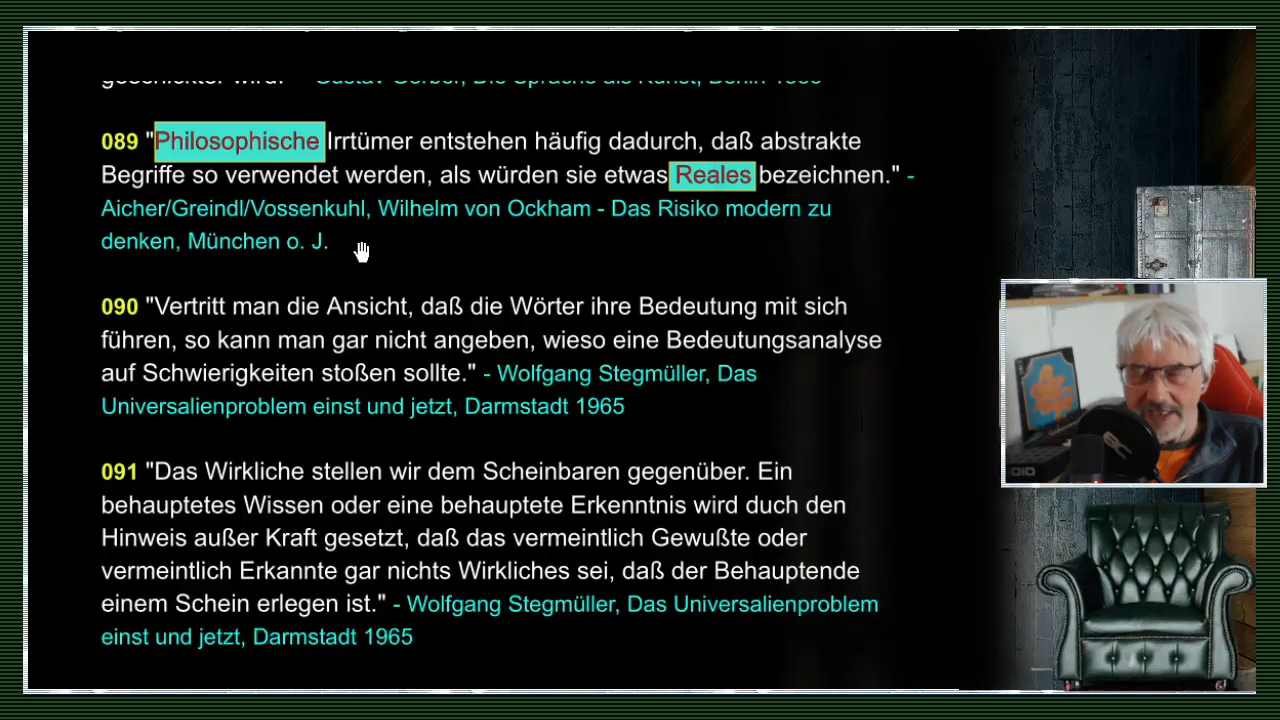 089 "Philosophische Irrtümer entstehen häufig dadurch, daß abstrakte
Begriffe so verwendet werden, als würden sie etwas Reales bezeichnen." -
Aicher/Greindl/Vossenkuhl, Wilhelm von Ockham - Das Risiko modern zu
denken, München o. J.
090 "Vertritt man die Ansicht, daß die Wörter ihre Bedeutung mit sich
führen, so kann man gar nicht angeben, wieso eine Bedeutungsanalyse
auf Schwierigkeiten stoßen sollte." - Wolfgang Stegmüller, Das
Universalienproblem einst und jetzt, Darmstadt 1965
091 "Das Wirkliche stellen wir dem Scheinbaren gegenüber. Ein
behauptetes Wissen oder eine behauptete Erkenntnis wird duch den
Hinweis außer Kraft gesetzt, daß das vermeintlich Gewußte oder
vermeintlich Erkannte gar nichts Wirkliches sei, daß der Behauptende
einem Schein erlegen ist." - Wolfgang Stegmüller, Das Universalienproblem
einst und jetzt, Darmstadt 1965